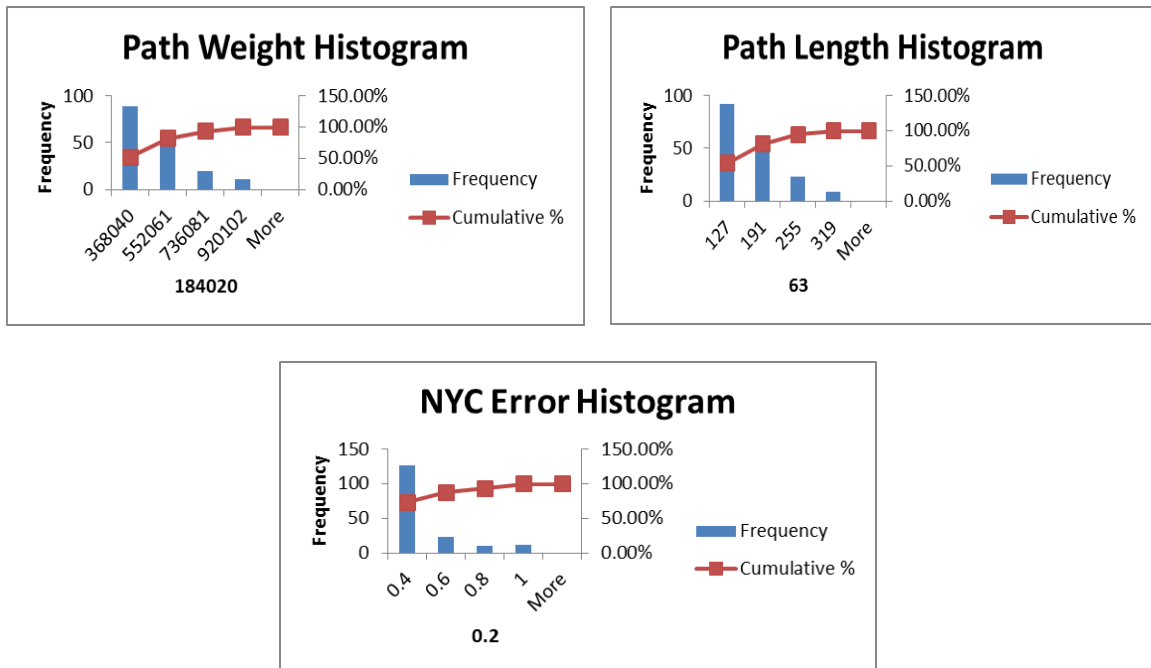 Path Weight Histogram
Frequency
100
50
0
150.00%
100.00%
50.00%
0.00%
368040
552061
736081
920102
More
184020
Frequency
Cumulative %
Path Length Histogram
Frequency
100
50
0
150.00%
100.00%
50.00%
0.00%
127
191
255
319
More
63
Frequency
Cumulative %
NYC Error Histogram
Frequency
150
100
50
0
150.00%
100.00%
50.00%
0.00%
0.4
0.6
0.8
1
More
0.2
Frequency
Cumulative %